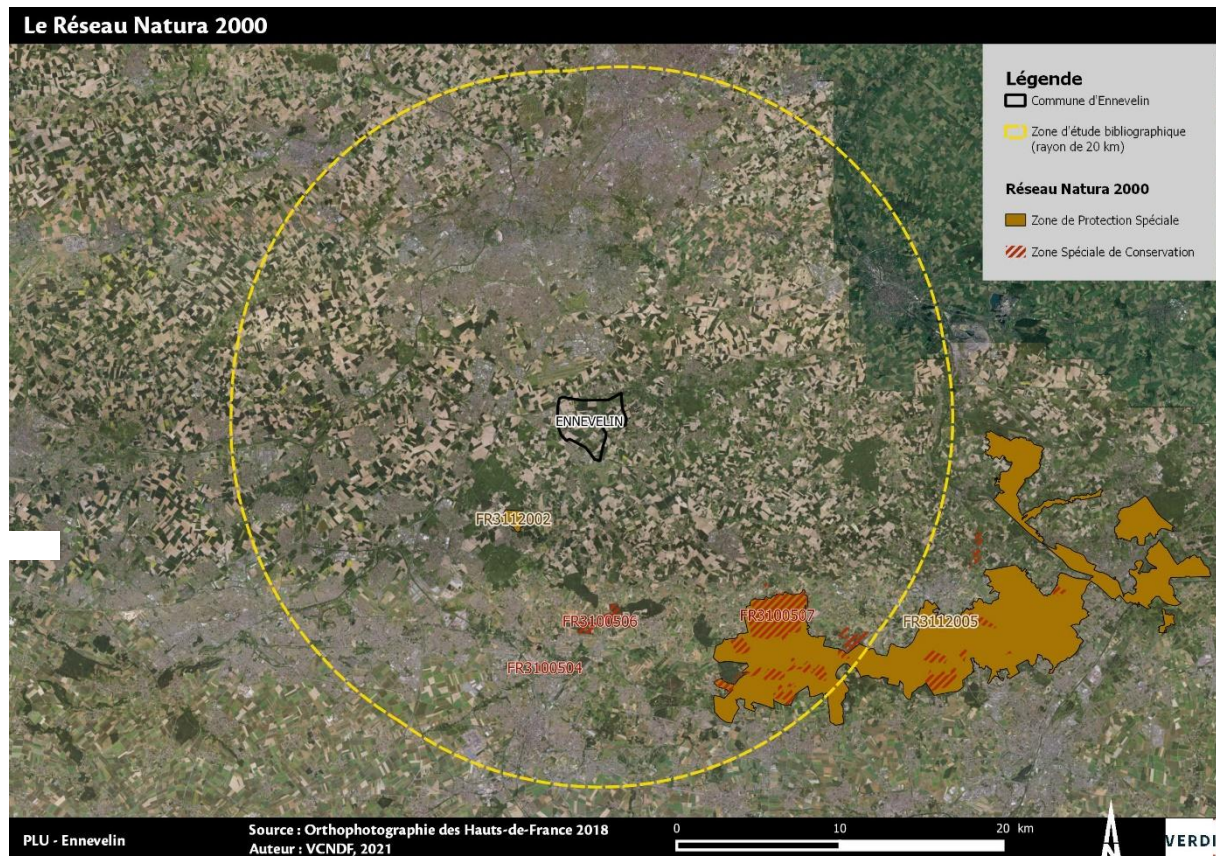 Le Réseau Natura 2000
Légende
Commune d'Ennevelin
Zone d'étude bibliographique
(rayon de 20 km)
Réseau Natura 2000
Zone de Protection Spéciale
Zone Spéciale de Conservation
ENNEVELIN
FR3112002
FR3100506
FR3100507
FR3112005
FR3100504
PLU - Ennevelin
Source : Orthophotographie des Hauts-de-France 2018
Auteur : VCNDF, 2021
0 10 20 km
N
VERDI